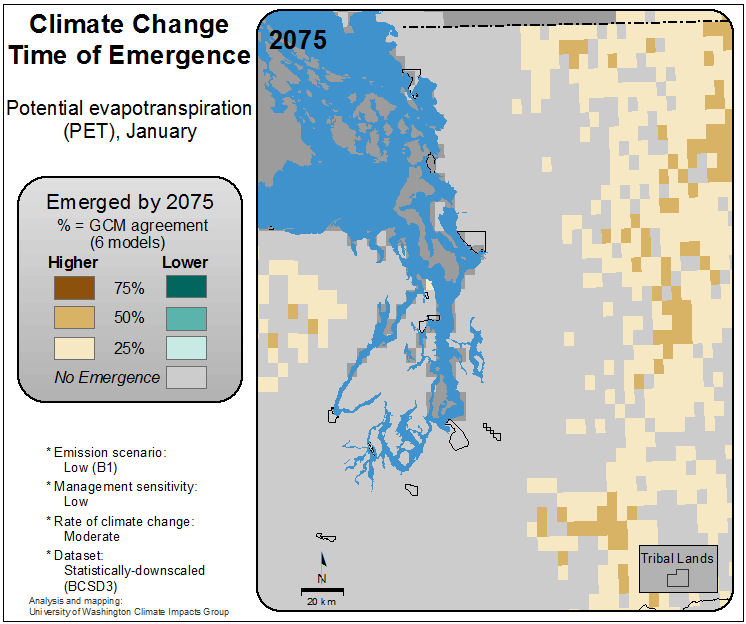 Climate Change
Time of Emergence
Potential evapotranspiration
(PET), January
Emerged by 2075
% = GCM agreement
(6 models)
Higher Lower
75%
50%
25%
No Emergence
* Emission scenario:
Low (B1)
* Management sensitivity:
Low
* Rate of climate change:
Moderate
* Dataset:
Statistically-downscaled
(BCSD3)
Analysis and mapping:
University of Washington Climate Impacts Group
2075
N
20 km
Tribal Lands